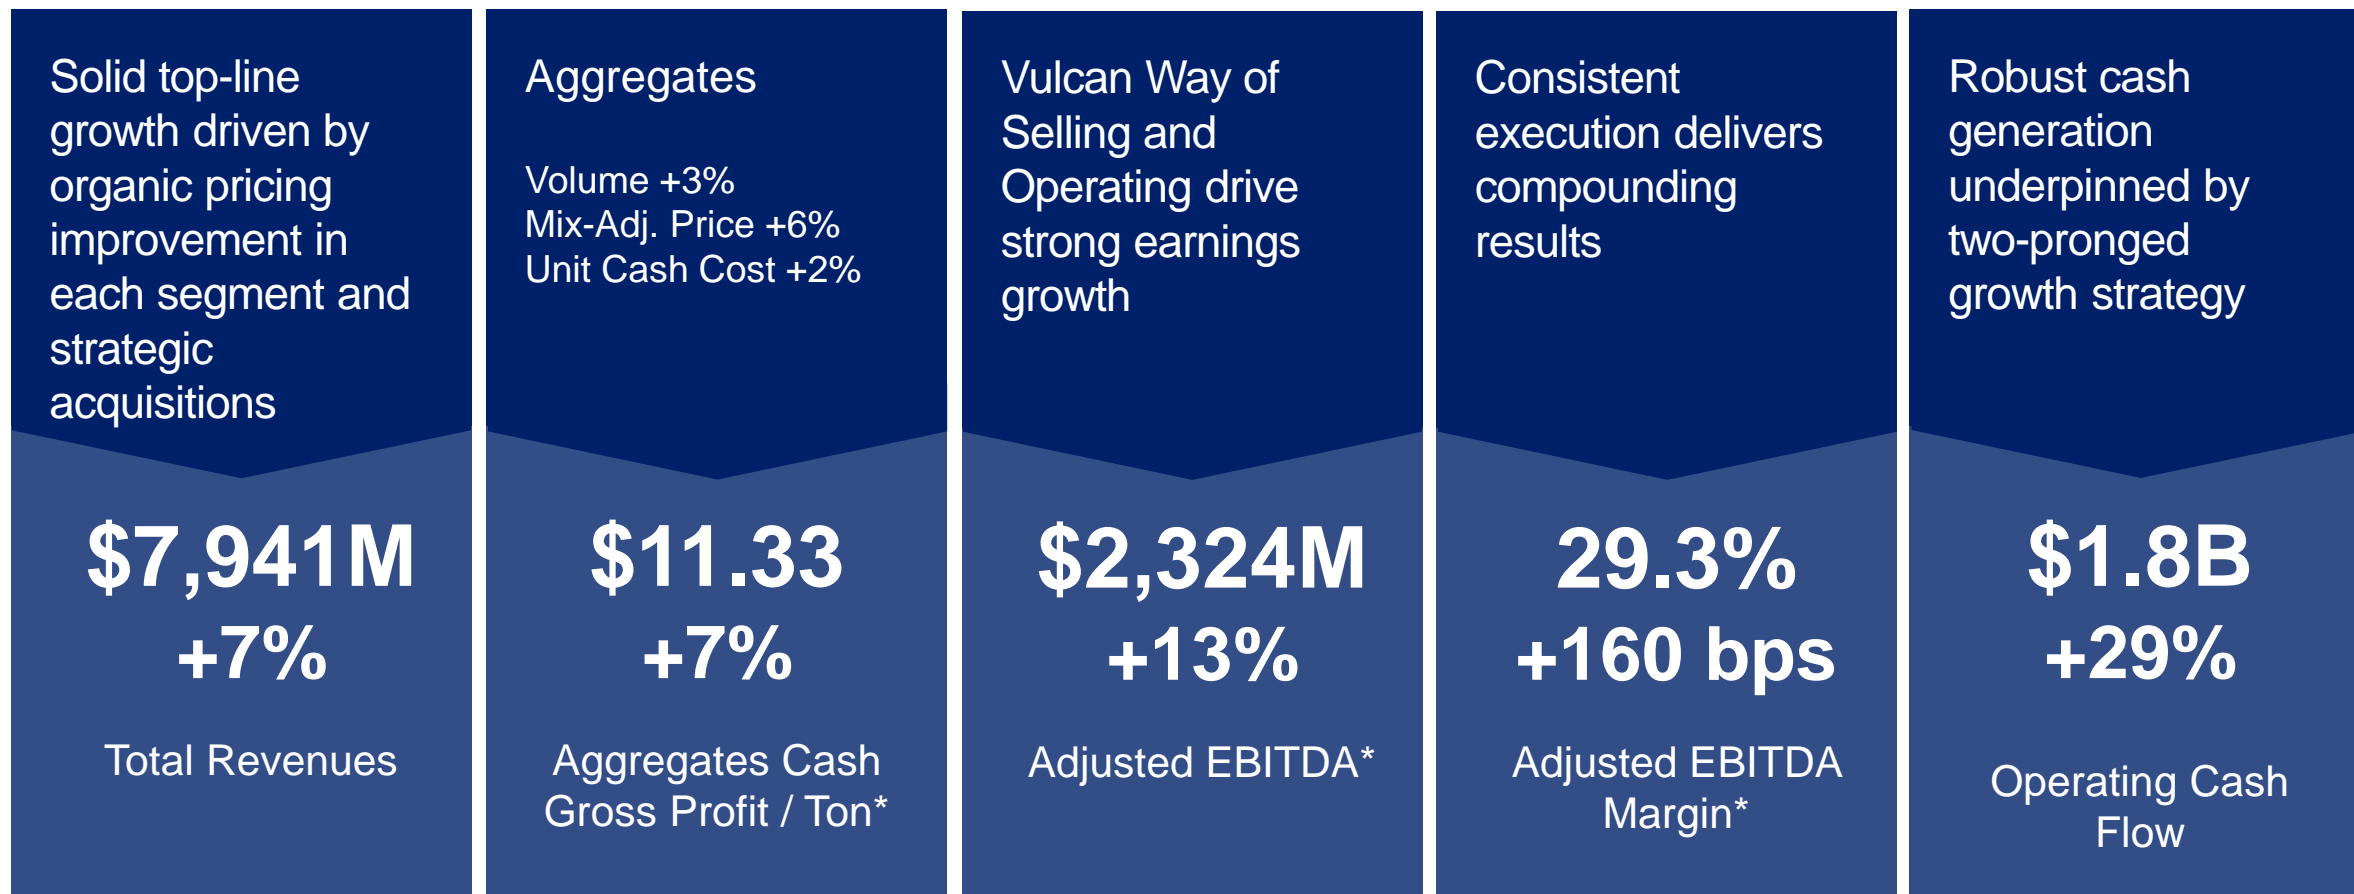 Solid top-line
growth driven by
organic pricing
improvement in
each segment and
strategic
acquisitions
$7,941M
+7%
Total Revenues
Aggregates
Volume +3%
Mix-Adj. Price +6%
Unit Cash Cost +2%
$11.33
+7%
Aggregates Cash
Gross Profit / Ton*
Vulcan Way of
Selling and
Operating drive
strong earnings
growth
$2,324M
+13%
Adjusted EBITDA*
Consistent
execution delivers
compounding
results
29.3%
+160 bps
Adjusted EBITDA
Margin*
Robust cash
generation
underpinned by
two-pronged
growth strategy
$1.8B
+29%
Operating Cash
Flow